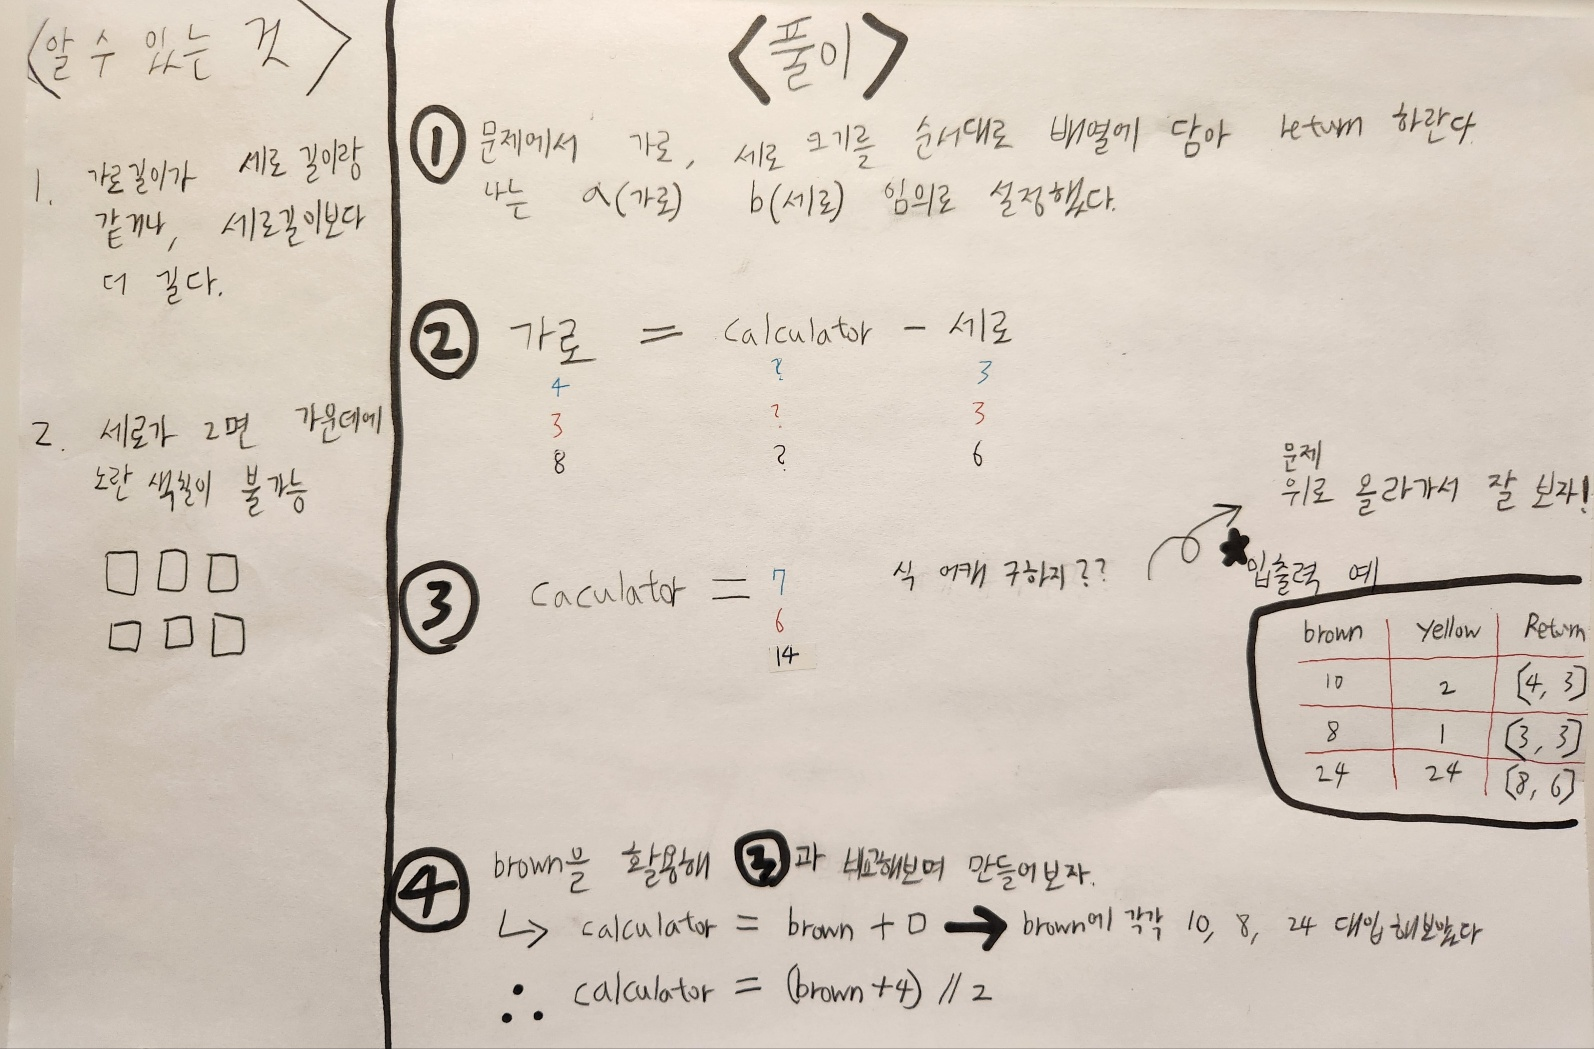 <알 수 있는 것>
1. 가로길이가 세로 길이랑
같거나, 세로길이보다
더 길다.
2. 세로가 2면 가운데에
노란 색칠이 불가능
<풀이>
① 문제에서 가로, 세로 크기를 순서대로 배열에 담아 return 하란다.
나는 a(가로) b(세로) 임의로 설정했다.
② 가로 = calculator - 세로
4 ? 3
3 ? 3
8 ? 6
③ caculator = 7
6
14
식 어캐 구하지??
문제
위로 올라가서 잘 보자!
★입출력 예
brown yellow Return
10 2 [4, 3]
8 1 [3, 3]
24 24 [8, 6]
④ brown을 활용해 ③과 비교해보며 만들어보자.
↳ calculator = brown + □ → brown에 각각 10, 8, 24 대입해보았다
∴ calculator = (brown+4) // 2